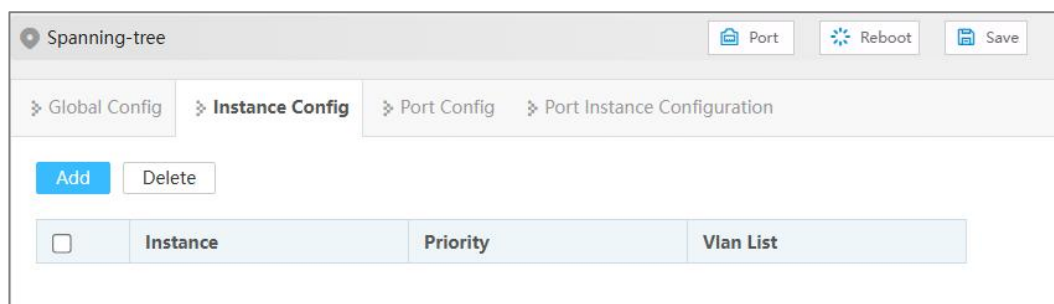 Spanning-tree Port Reboot Save
Global Config Instance Config Port Config Port Instance Configuration
Add Delete
Instance Priority Vlan List